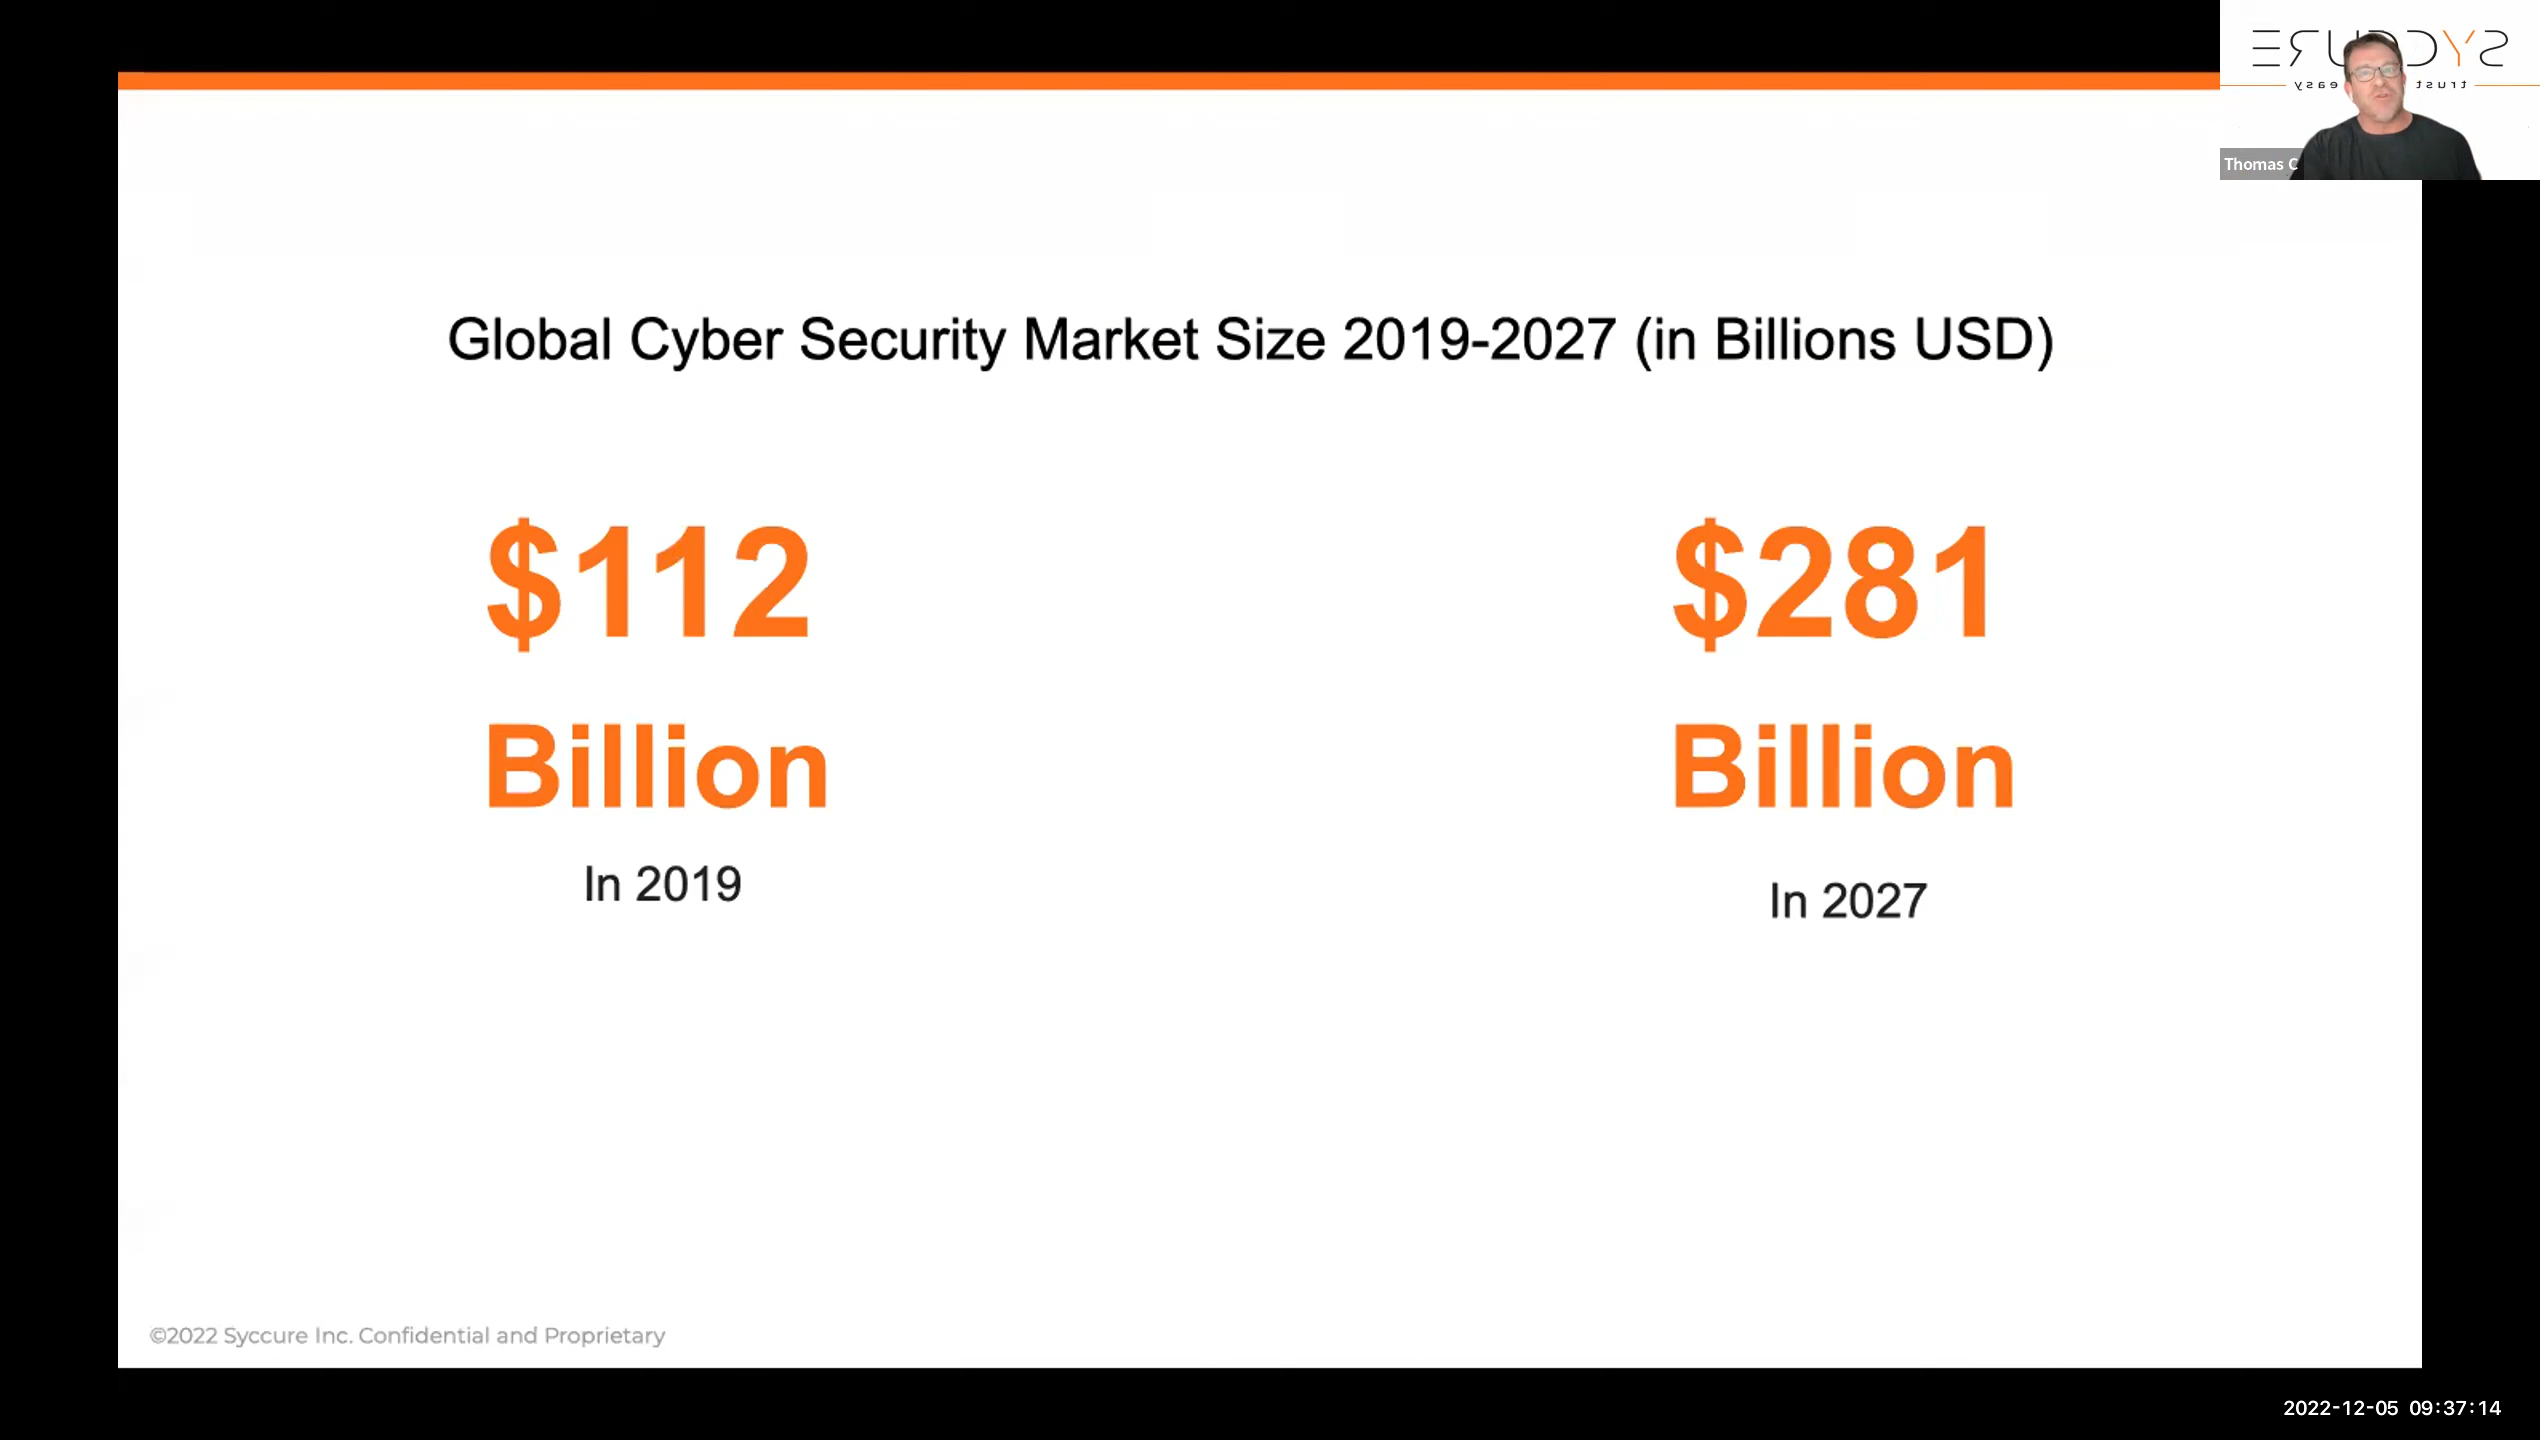 Thomas C
Global Cyber Security Market Size 2019-2027 (in Billions USD)
$112
Billion
In 2019
$281
Billion
In 2027
©2022 Syccure Inc. Confidential and Proprietary
2022-12-05 09:37:14